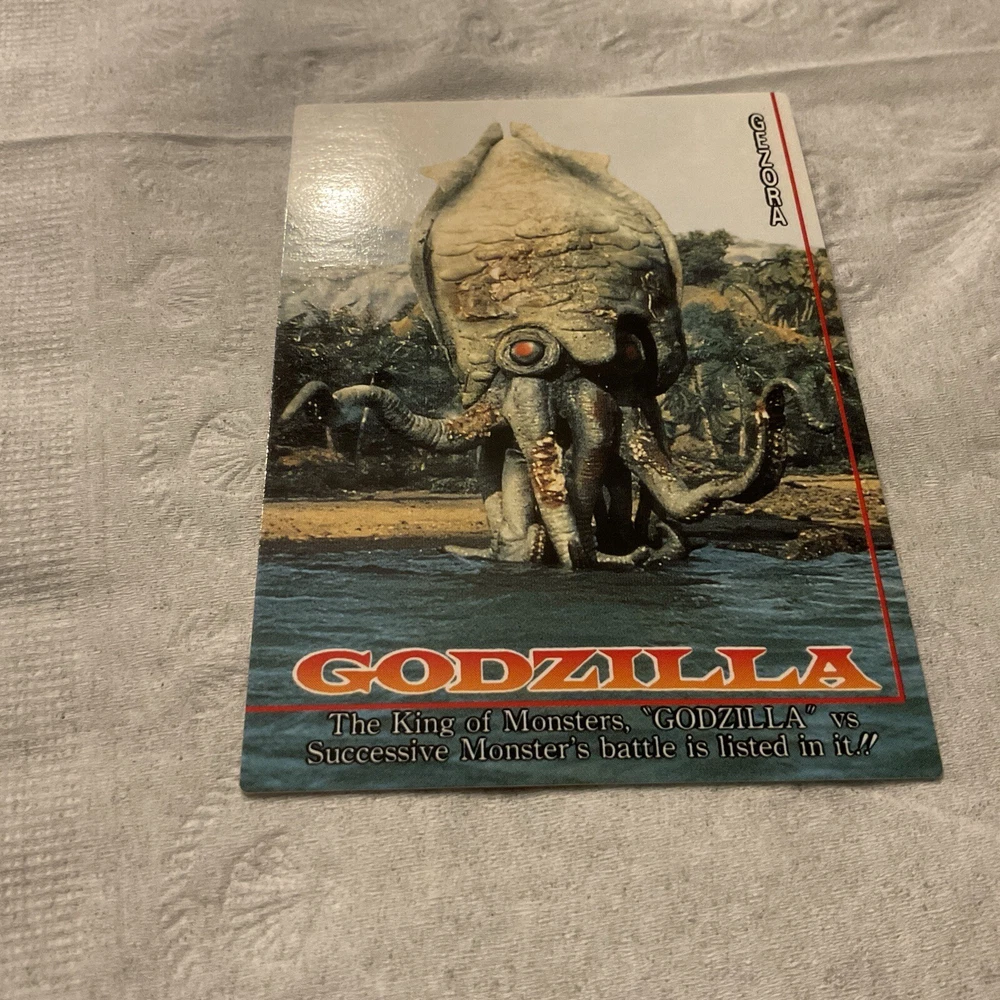 GEZORA
GODZILLA
The King of Monsters, "GODZILLA" vs
Successive Monster's battle is listed in it!!